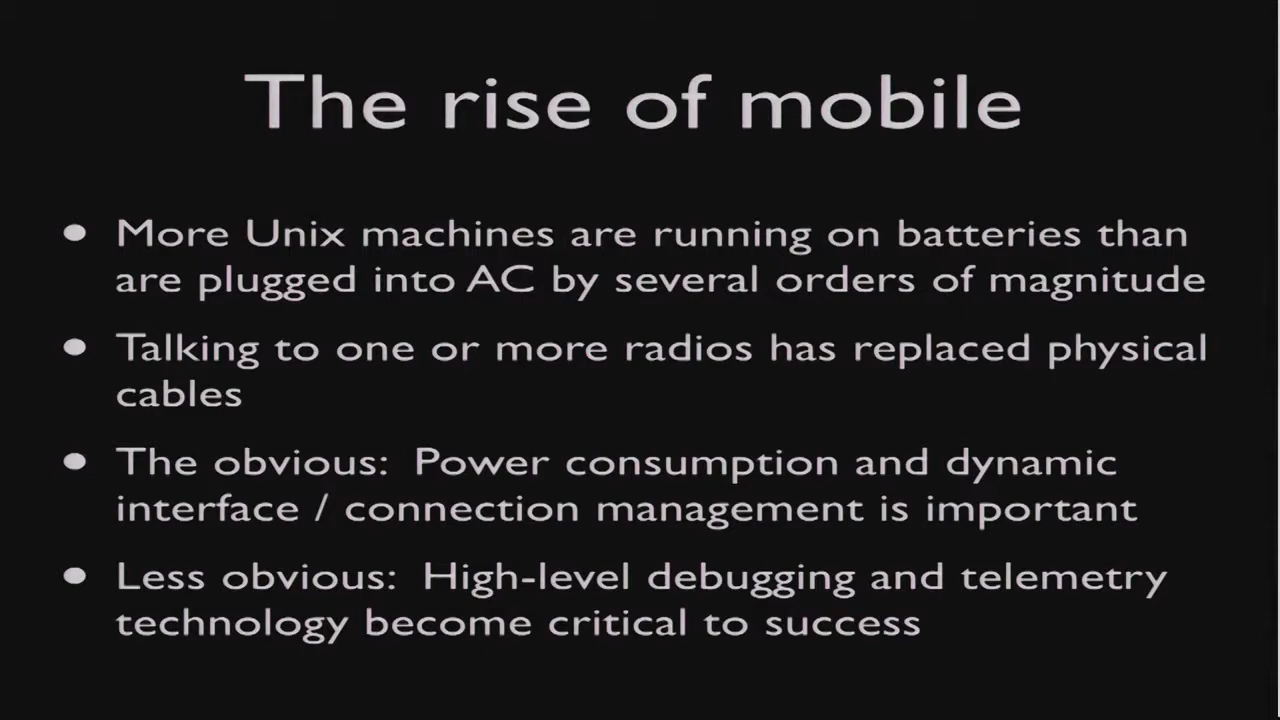 The rise of mobile
• More Unix machines are running on batteries than
are plugged into AC by several orders of magnitude
• Talking to one or more radios has replaced physical
cables
• The obvious: Power consumption and dynamic
interface / connection management is important
• Less obvious: High-level debugging and telemetry
technology become critical to success